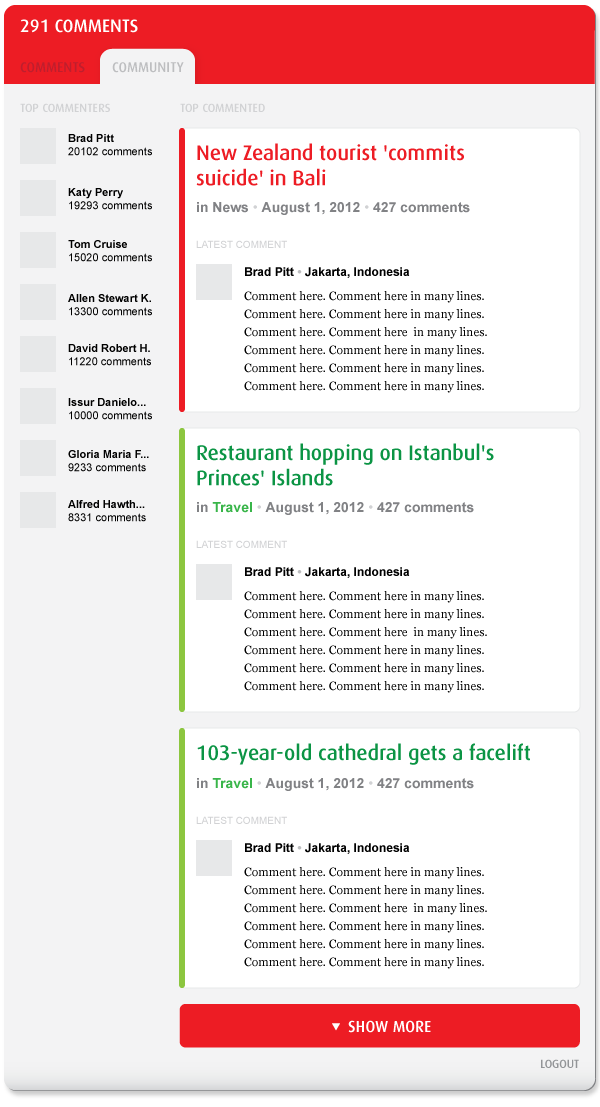 291 COMMENTS
COMMENTS
COMMUNITY
TOP COMMENTERS
Brad Pitt
20102 comments
Katy Perry
19293 comments
Tom Cruise
15020 comments
Allen Stewart K.
13300 comments
David Robert H.
11220 comments
Issur Danielo...
10000 comments
Gloria Maria F...
9233 comments
Alfred Hawth...
8331 comments
TOP COMMENTED
New Zealand tourist 'commits
suicide' in Bali
in News • August 1, 2012 • 427 comments
LATEST COMMENT
Brad Pitt • Jakarta, Indonesia
Comment here. Comment here in many lines.
Comment here. Comment here in many lines.
Comment here. Comment here  in many lines.
Comment here. Comment here in many lines.
Comment here. Comment here in many lines.
Comment here. Comment here in many lines.
Restaurant hopping on Istanbul's
Princes' Islands
in Travel • August 1, 2012 • 427 comments
LATEST COMMENT
Brad Pitt • Jakarta, Indonesia
Comment here. Comment here in many lines.
Comment here. Comment here in many lines.
Comment here. Comment here  in many lines.
Comment here. Comment here in many lines.
Comment here. Comment here in many lines.
Comment here. Comment here in many lines.
103-year-old cathedral gets a facelift
in Travel • August 1, 2012 • 427 comments
LATEST COMMENT
Brad Pitt • Jakarta, Indonesia
Comment here. Comment here in many lines.
Comment here. Comment here in many lines.
Comment here. Comment here  in many lines.
Comment here. Comment here in many lines.
Comment here. Comment here in many lines.
Comment here. Comment here in many lines.
▼ SHOW MORE
LOGOUT